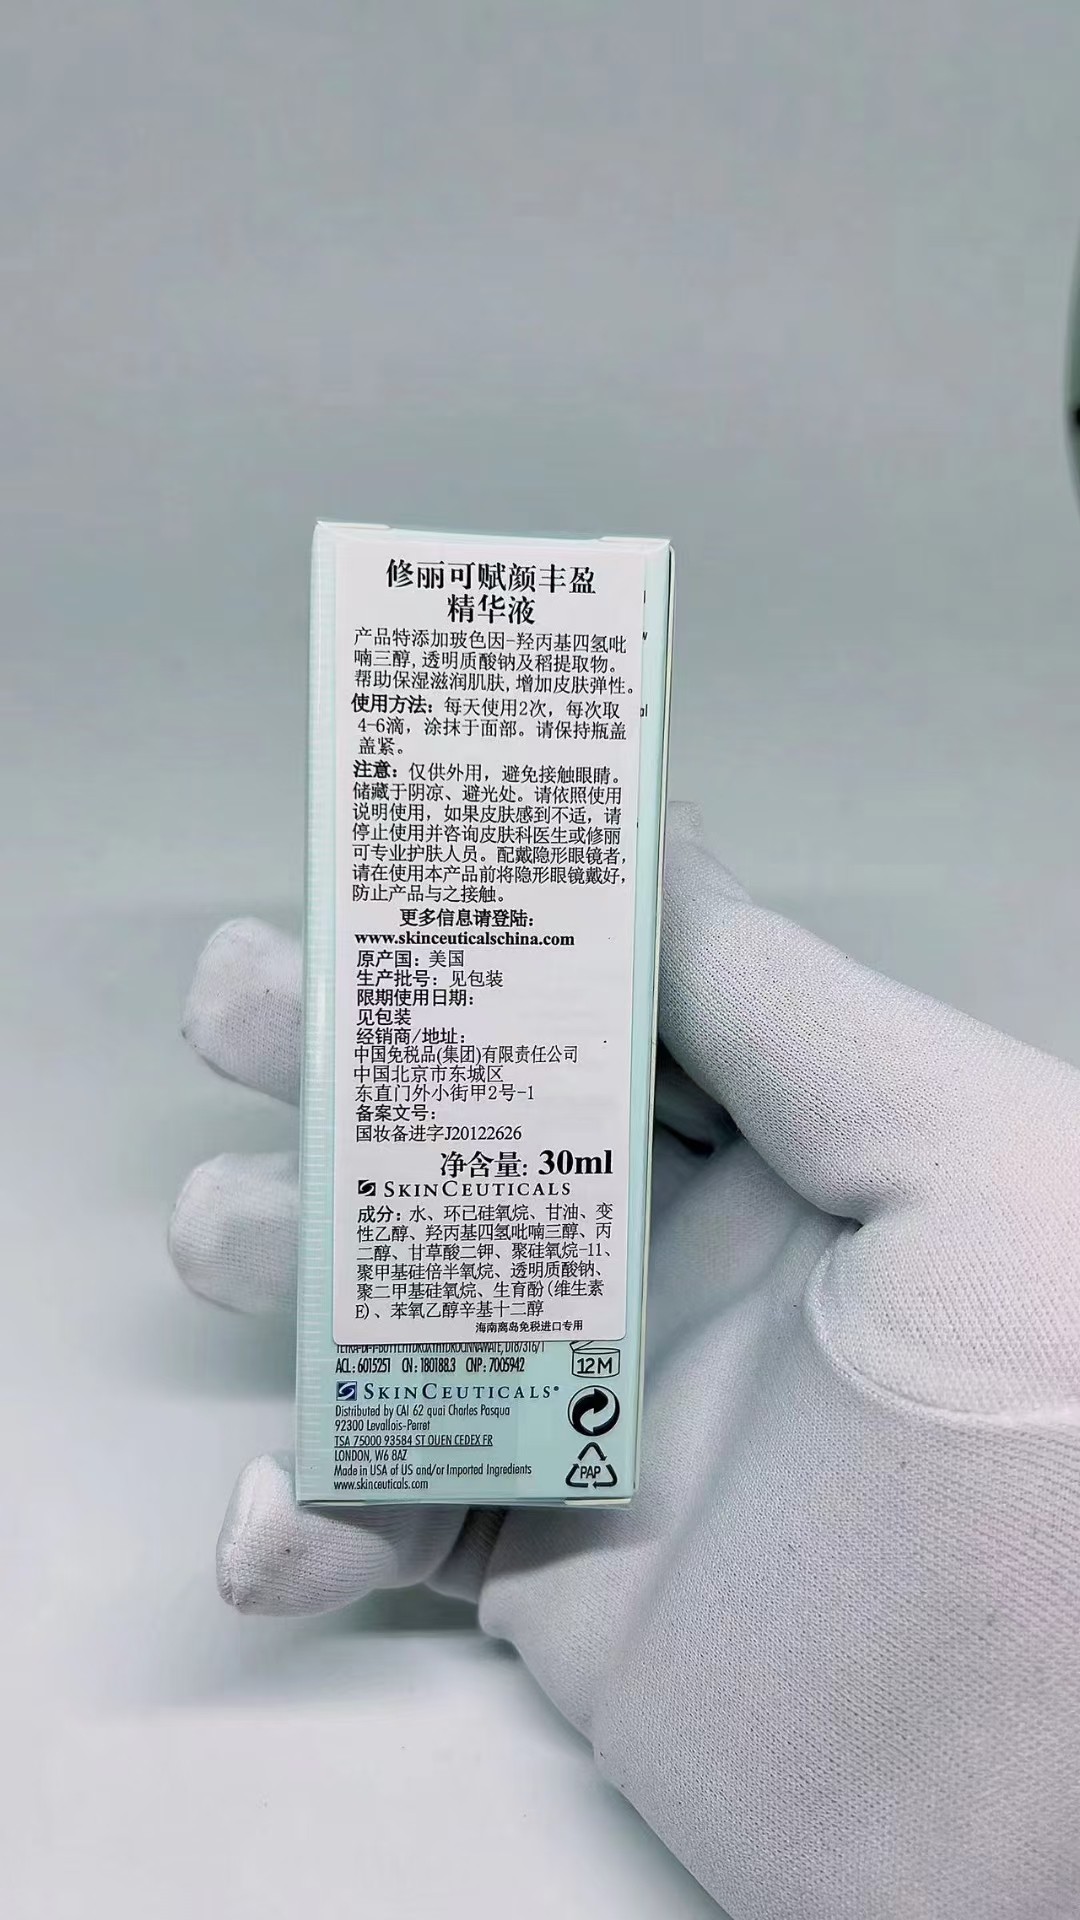 修丽可赋颜丰盈
精华液
产品特添加玻色因-羟丙基四氢吡
喃三醇,透明质酸钠及稻提取物。
帮助保湿滋润肌肤,增加皮肤弹性。
使用方法：每天使用2次，每次取
4-6滴，涂抹于面部。请保持瓶盖
盖紧。
注意：仅供外用，避免接触眼睛。
储藏于阴凉、避光处。请依照使用
说明使用，如果皮肤感到不适，请
停止使用并咨询皮肤科医生或修丽
可专业护肤人员。配戴隐形眼镜者，
请在使用本产品前将隐形眼镜戴好，
防止产品与之接触。
更多信息请登陆：
www.skinceuticalschina.com
原产国：美国
生产批号：见包装
限期使用日期：
见包装
经销商/地址：
中国免税品(集团)有限责任公司
中国北京市东城区
东直门外小街甲2号-1
备案文号：
国妆备进字J20122626
净含量: 30ml
SKINCEUTICALS
成分：水、环已硅氧烷、甘油、变
性乙醇、羟丙基四氢吡喃三醇、丙
二醇、甘草酸二钾、聚硅氧烷-11、
聚甲基硅倍半氧烷、透明质酸钠、
聚二甲基硅氧烷、生育酚(维生素
E)、苯氧乙醇辛基十二醇
海南离岛免税进口专用
ACL: 6015251 CN: 180188.3 CNP: 7005942
12M
SKINCEUTICALS®
Distributed by CAI 62 quai Charles Pasqua
92300 Levallois-Perret
TSA 75000 93584 ST OUEN CEDEX FR
LONDON, W6 8AZ
Made in USA of US and/or Imported Ingredients
www.skinceuticals.com
PAP